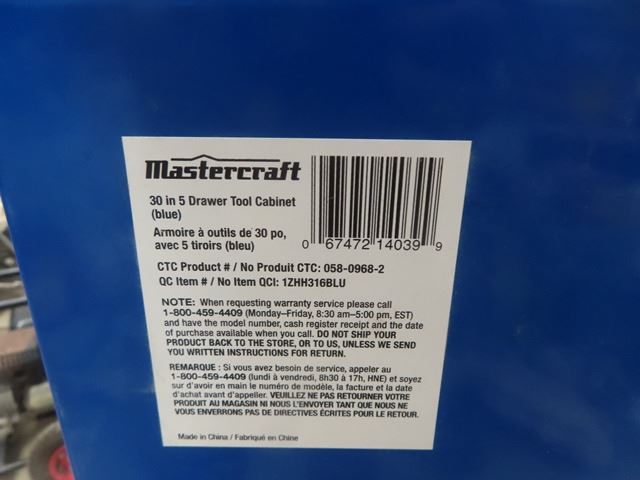 Mastercraft
30 in 5 Drawer Tool Cabinet
(blue)
Armoire à outils de 30 po,
avec 5 tiroirs (bleu)
0 67472 14039 9
CTC Product # / No Produit CTC: 058-0968-2
QC Item # / No Item QCI: 1ZHH316BLU
NOTE: When requesting warranty service please call
1-800-459-4409 (Monday–Friday, 8:30 am–5:00 pm, EST)
and have the model number, cash register receipt and the date
of purchase available when you call. DO NOT SHIP YOUR
PRODUCT BACK TO THE STORE, OR TO US, UNLESS WE SEND
YOU WRITTEN INSTRUCTIONS FOR RETURN.
REMARQUE : Si vous avez besoin de service, appeler au
1-800-459-4409 (lundi à vendredi, 8h30 à 17h, HNE) et soyez
sur d'avoir en main le numéro de modèle, la facture et la date
d'achat avant d'appeller. VEUILLEZ NE PAS RETOURNER VOTRE
PRODUIT AU MAGASIN NI NOUS L'ENVOYER TANT QUE NOUS NE
VOUS ENVERRONS PAS DE DIRECTIVES ÉCRITES POUR LE RETOUR.
Made in China / Fabriqué en Chine